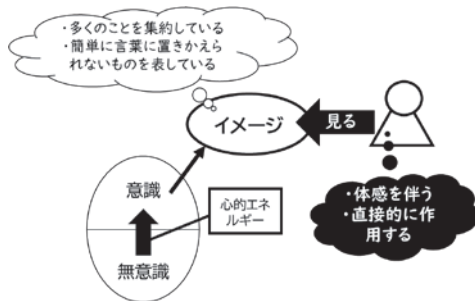 ・多くのことを集約している
・簡単に言葉に置きかえら
れないものを表している
イメージ
見る
意識
心的エネ
ルギー
無意識
・体感を伴う
・直接的に作
用する